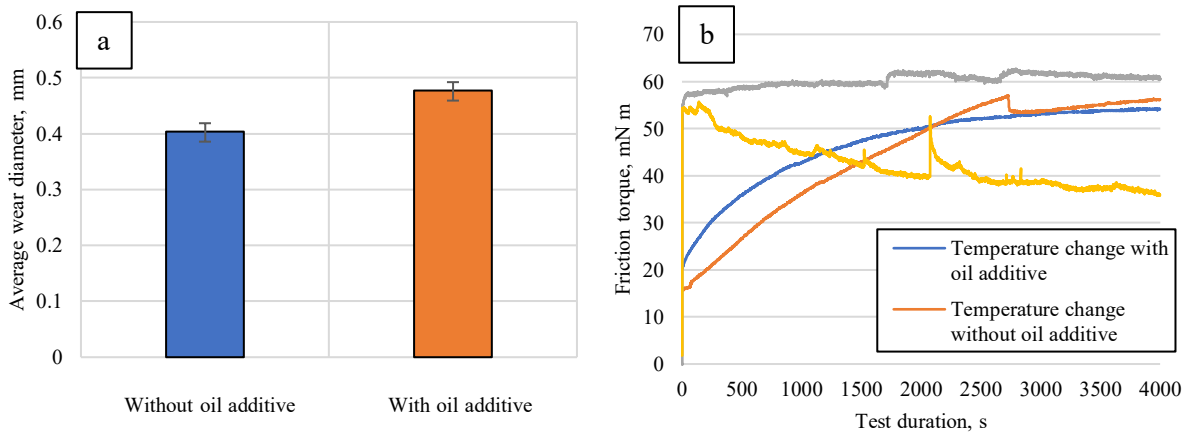 a
Average wear diameter, mm
0.6
0.5
0.4
0.3
0.2
0.1
0
Without oil additive
With oil additive
b
Friction torque, mN m
70
60
50
40
30
20
10
0
0 500 1000 1500 2000 2500 3000 3500 4000
Test duration, s
Temperature change with
oil additive
Temperature change
without oil additive